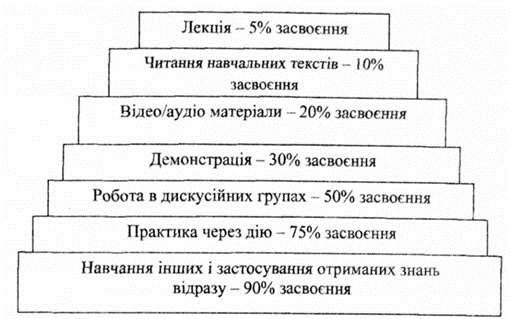 Лекція – 5% засвоєння
Читання навчальних текстів – 10%
засвоєння
Відео/аудіо матеріали – 20% засвоєння
Демонстрація – 30% засвоєння
Робота в дискусійних групах – 50% засвоєння
Практика через дію – 75% засвоєння
Навчання інших і застосування отриманих знань
відразу – 90% засвоєння